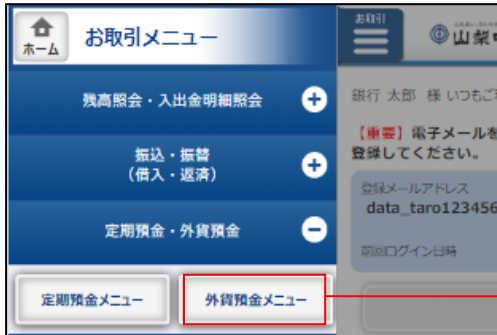 ホーム
お取引メニュー
お取引
山梨
残高照会・入出金明細照会
銀行 太郎 様 いつもご
【重要】電子メールを
登録してください。
振込・振替
(借入・返済)
登録メールアドレス
data_taro123456
定期預金・外貨預金
前回ログイン日時
定期預金メニュー
外貨預金メニュー